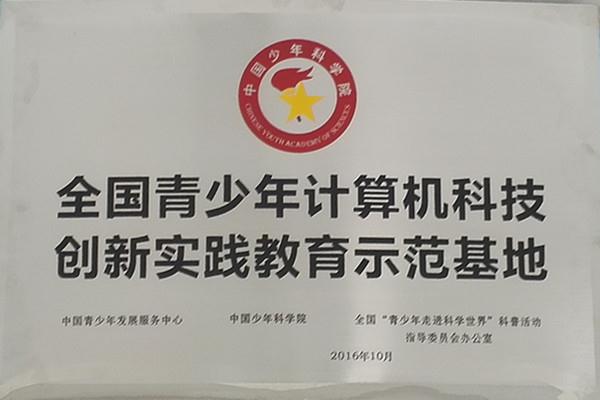 中国少年科学院
CHINESE YOUTH ACADEMY OF SCIENCES
全国青少年计算机科技
创新实践教育示范基地
中国青少年发展服务中心 中国少年科学院 全国“青少年走进科学世界”科普活动
指导委员会办公室
2016年10月